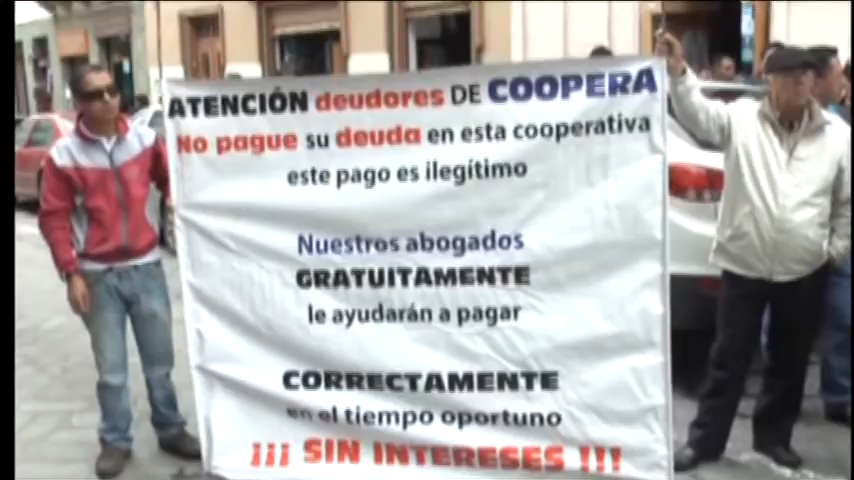 ATENCIÓN deudores DE COOPERA
No pague su deuda en esta cooperativa
este pago es ilegítimo
Nuestros abogados
GRATUITAMENTE
le ayudarán a pagar
CORRECTAMENTE
en el tiempo oportuno
¡¡¡ SIN INTERESES !!!